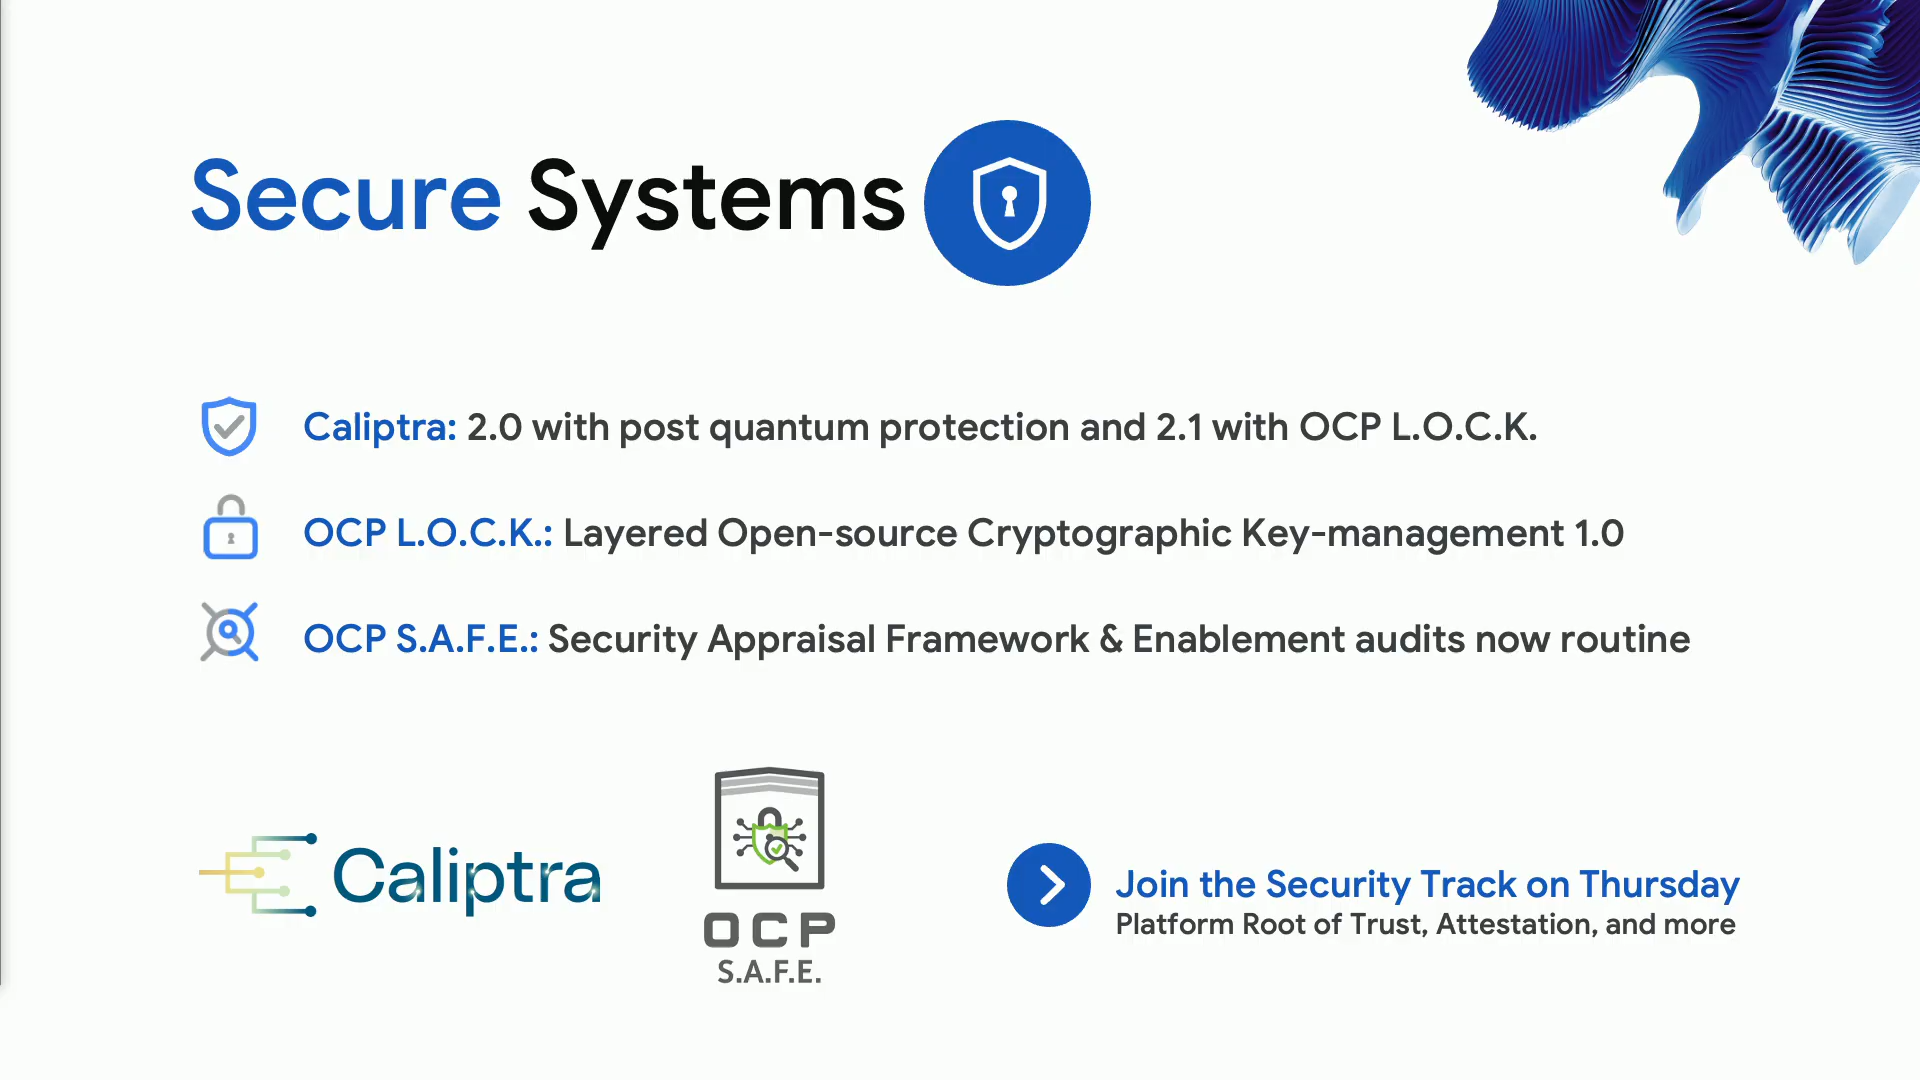 Secure Systems
Caliptra: 2.0 with post quantum protection and 2.1 with OCP L.O.C.K.
OCP L.O.C.K.: Layered Open-source Cryptographic Key-management 1.0
OCP S.A.F.E.: Security Appraisal Framework & Enablement audits now routine
Caliptra
OCP
S.A.F.E.
Join the Security Track on Thursday
Platform Root of Trust, Attestation, and more